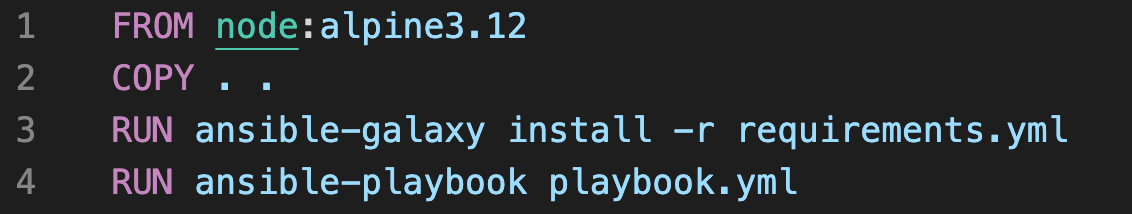 1 FROM node:alpine3.12
2 COPY . .
3 RUN ansible-galaxy install -r requirements.yml
4 RUN ansible-playbook playbook.yml